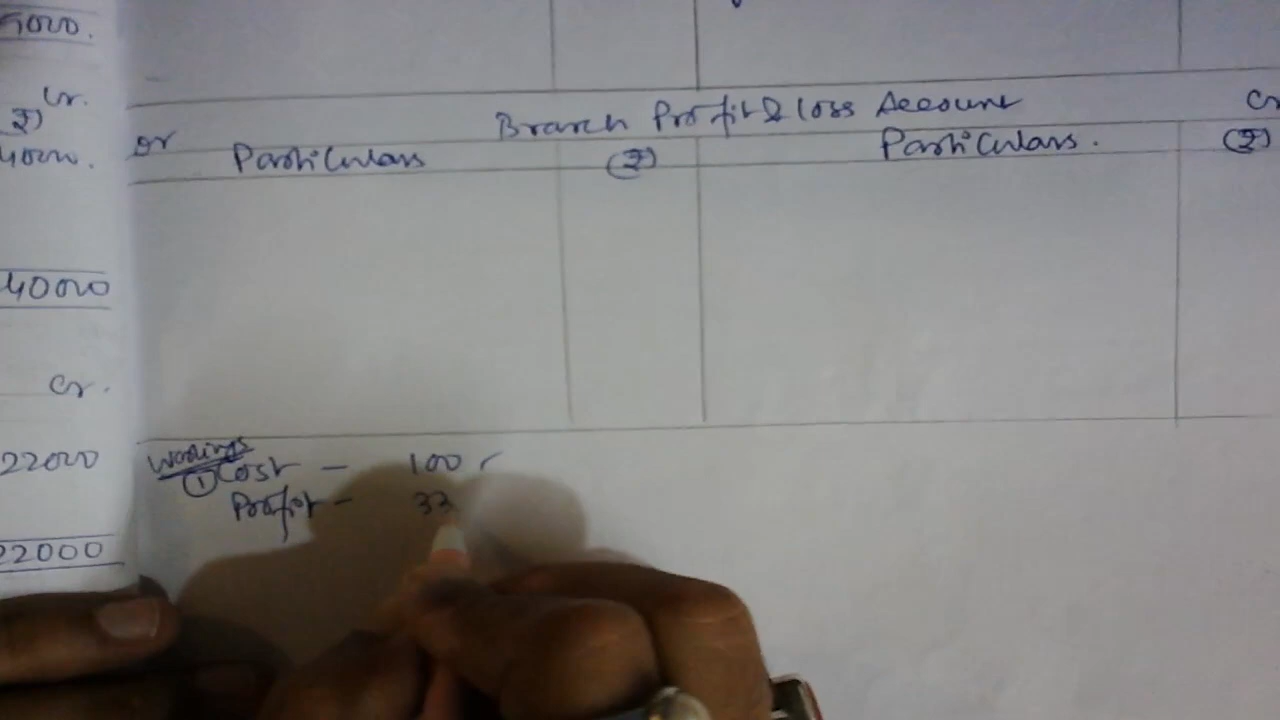 9000.
Cr.
(₹)
40000.
40000
Cr.
22000
22000
Branch Profit & Loss Account
Dr
Cr
Particulars (₹) Particulars. (₹)
Workings
① Cost – 100
Profit – 33